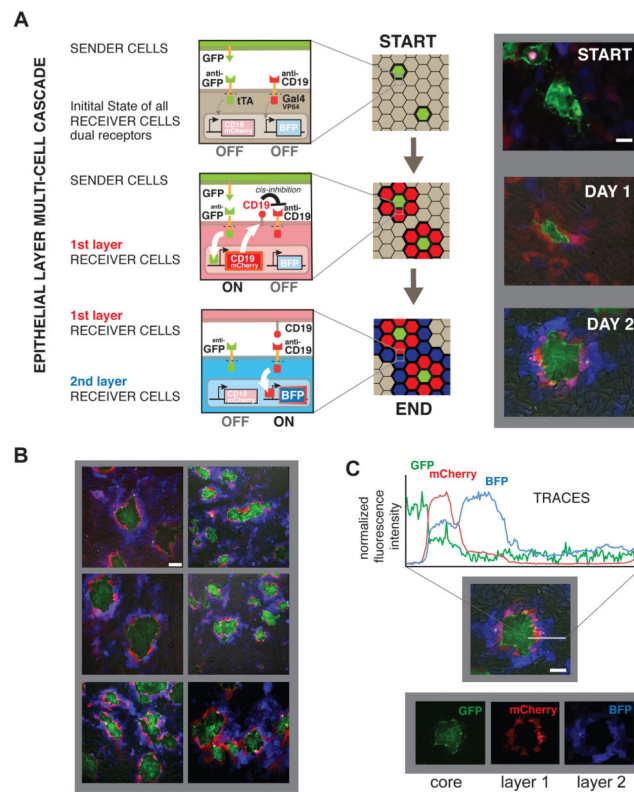 A
EPITHELIAL LAYER MULTI-CELL CASCADE
SENDER CELLS
Initital State of all
RECEIVER CELLS
dual receptors
GFP
anti-
GFP
anti-
CD19
tTA
Gal4
VP64
CD19
mCherry
BFP
OFF
OFF
START
START
SENDER CELLS
1st layer
RECEIVER CELLS
GFP
cis-inhibition
CD19
anti-
GFP
anti-
CD19
CD19
mCherry
BFP
ON
OFF
DAY 1
1st layer
RECEIVER CELLS
2nd layer
RECEIVER CELLS
CD19
anti-
GFP
anti-
CD19
CD19
mCherry
BFP
OFF
ON
END
DAY 2
B
C
GFP
mCherry
BFP
TRACES
normalized
fluorescence
intensity
GFP
mCherry
BFP
core
layer 1
layer 2